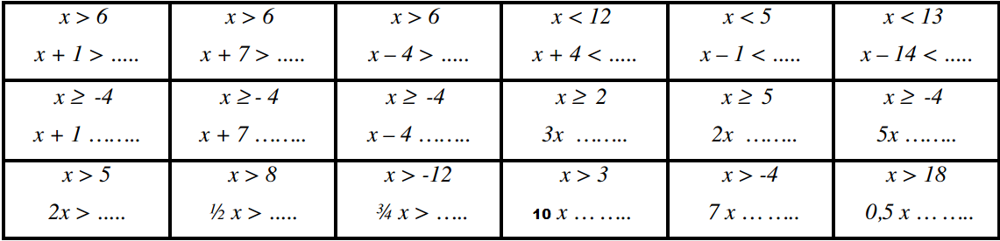 x > 6 x > 6 x > 6 x < 12 x < 5 x < 13
x + 1 > ..... x + 7 > ..... x – 4 > ..... x + 4 < ..... x – 1 < ..... x – 14 < .....
x ≥ -4 x ≥ - 4 x ≥ -4 x ≥ 2 x ≥ 5 x ≥ -4
x + 1 …….. x + 7 …….. x – 4 …….. 3x …….. 2x …….. 5x ……..
x > 5 x > 8 x > -12 x > 3 x > -4 x > 18
2x > ..... ½ x > ..... ¾ x > ….. 10 x … ….. 7 x … ….. 0,5 x … …..